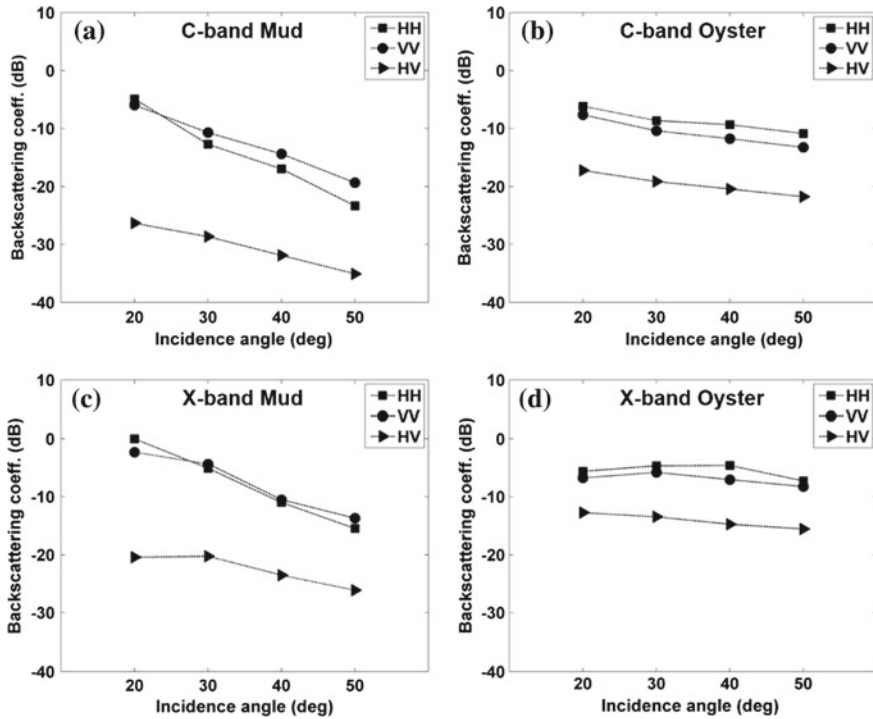 (a) C-band Mud
HH
VV
HV
10
0
-10
-20
-30
-40
Backscattering coeff. (dB)
20 30 40 50
Incidence angle (deg)
(b) C-band Oyster
HH
VV
HV
10
0
-10
-20
-30
-40
Backscattering coeff. (dB)
20 30 40 50
Incidence angle (deg)
(c) X-band Mud
HH
VV
HV
10
0
-10
-20
-30
-40
Backscattering coeff. (dB)
20 30 40 50
Incidence angle (deg)
(d) X-band Oyster
HH
VV
HV
10
0
-10
-20
-30
-40
Backscattering coeff. (dB)
20 30 40 50
Incidence angle (deg)